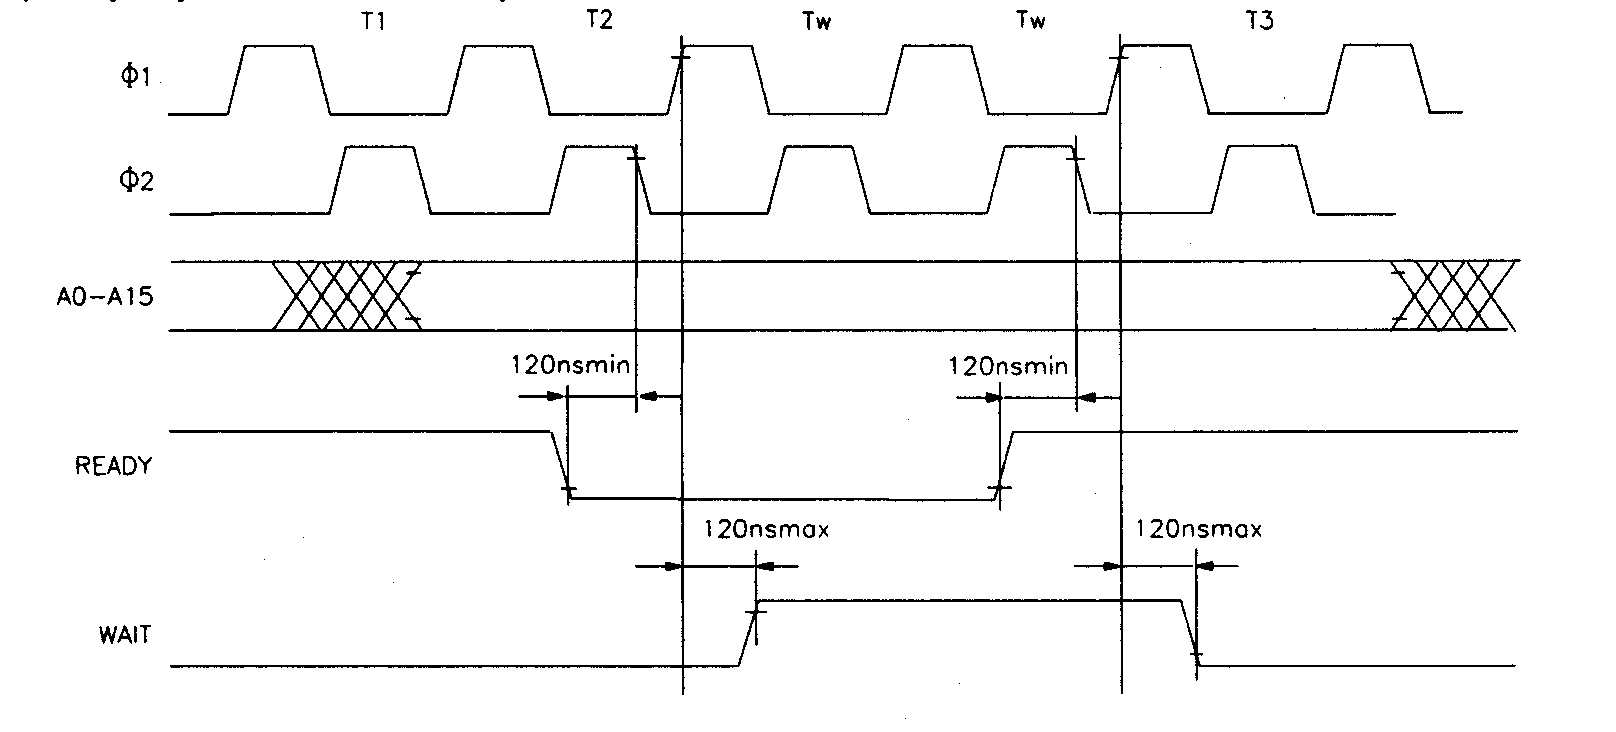 T1 T2 Tw Tw T3
Φ1
Φ2
A0-A15
120nsmin 120nsmin
READY
120nsmax 120nsmax
WAIT